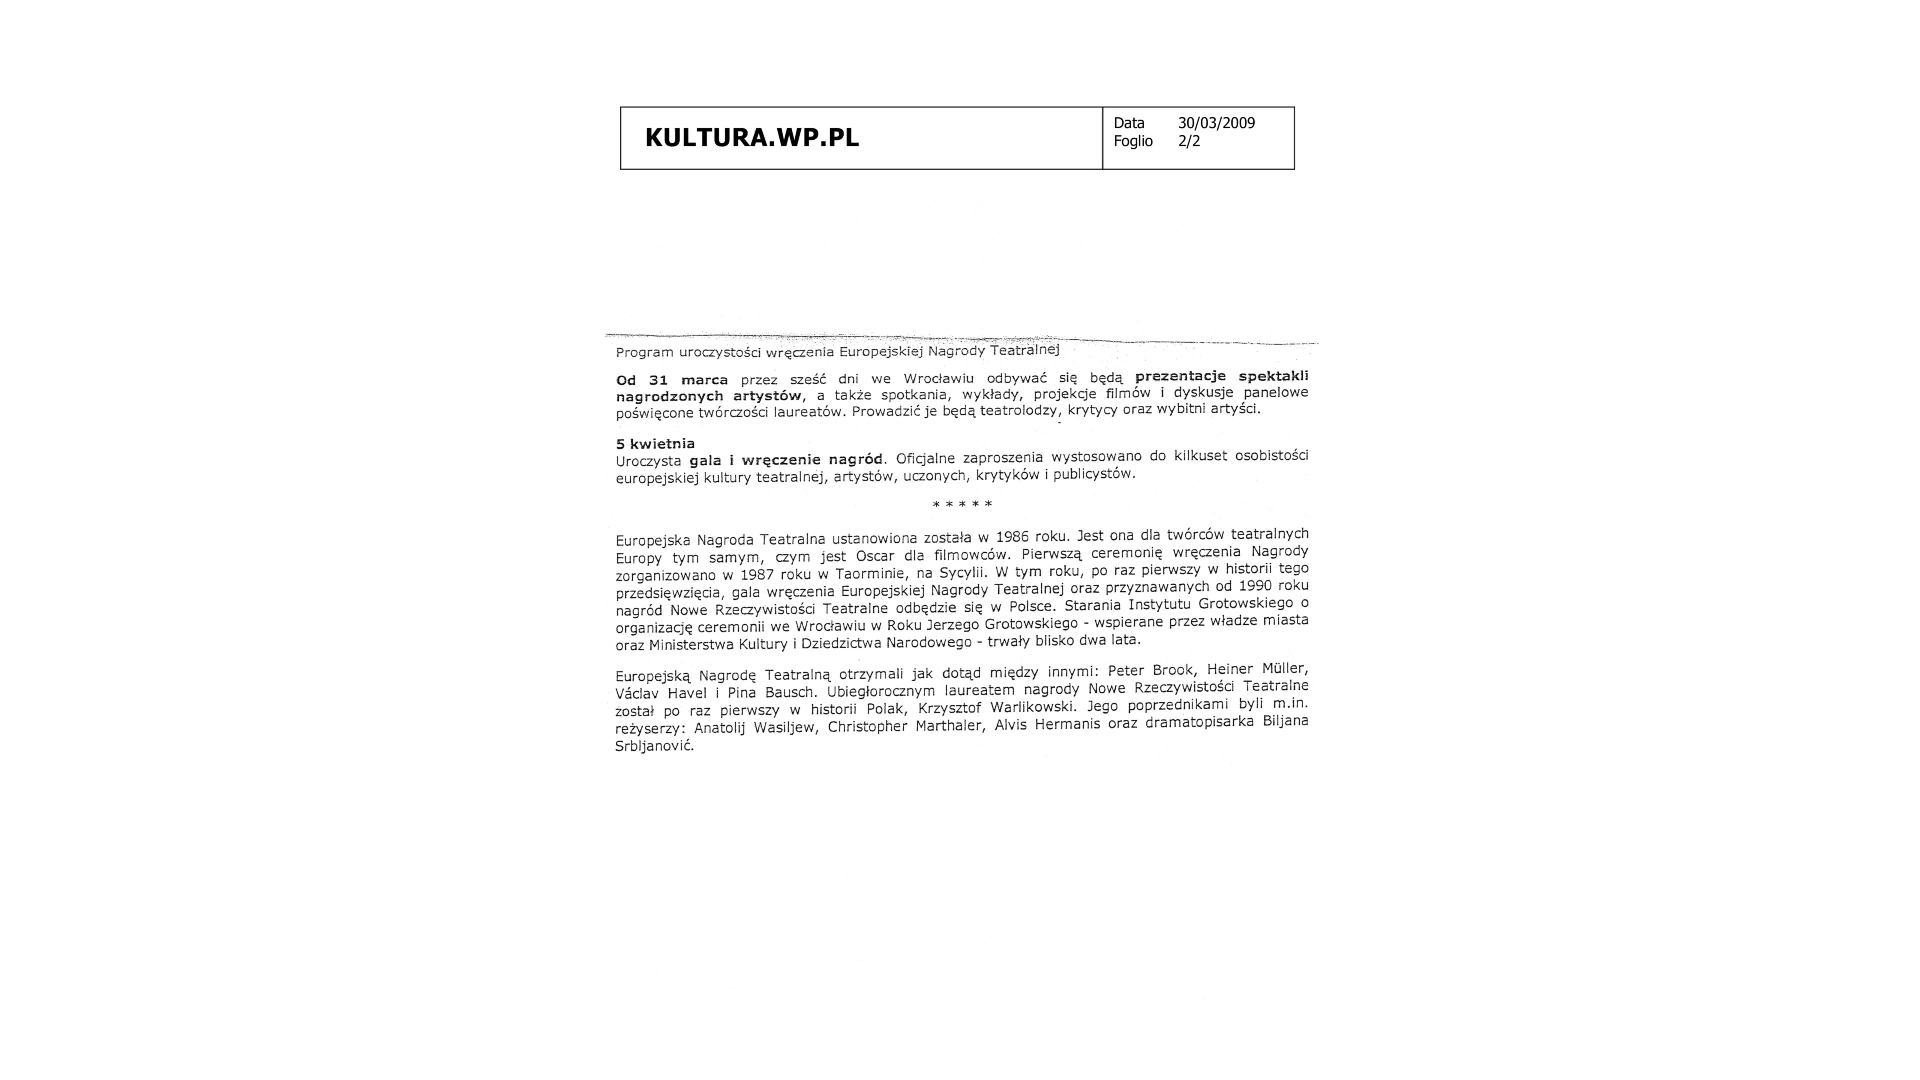 KULTURA.WP.PL
Data 30/03/2009
Foglio 2/2
Program uroczystości wręczenia Europejskiej Nagrody Teatralnej
Od 31 marca przez sześć dni we Wrocławiu odbywać się będą prezentacje spektakli
nagrodzonych artystów, a także spotkania, wykłady, projekcje filmów i dyskusje panelowe
poświęcone twórczości laureatów. Prowadzić je będą teatrolodzy, krytycy oraz wybitni artyści.
5 kwietnia
Uroczysta gala i wręczenie nagród. Oficjalne zaproszenia wystosowano do kilkuset osobistości
europejskiej kultury teatralnej, artystów, uczonych, krytyków i publicystów.
* * * * *
Europejska Nagroda Teatralna ustanowiona została w 1986 roku. Jest ona dla twórców teatralnych
Europy tym samym, czym jest Oscar dla filmowców. Pierwszą ceremonię wręczenia Nagrody
zorganizowano w 1987 roku w Taorminie, na Sycylii. W tym roku, po raz pierwszy w historii tego
przedsięwzięcia, gala wręczenia Europejskiej Nagrody Teatralnej oraz przyznawanych od 1990 roku
nagród Nowe Rzeczywistości Teatralne odbędzie się w Polsce. Starania Instytutu Grotowskiego o
organizację ceremonii we Wrocławiu w Roku Jerzego Grotowskiego - wspierane przez władze miasta
oraz Ministerstwa Kultury i Dziedzictwa Narodowego - trwały blisko dwa lata.
Europejską Nagrodę Teatralną otrzymali jak dotąd między innymi: Peter Brook, Heiner Müller,
Václav Havel i Pina Bausch. Ubiegłorocznym laureatem nagrody Nowe Rzeczywistości Teatralne
został po raz pierwszy w historii Polak, Krzysztof Warlikowski. Jego poprzednikami byli m.in.
reżyserzy: Anatolij Wasiljew, Christopher Marthaler, Alvis Hermanis oraz dramatopisarka Biljana
Srbljanović.